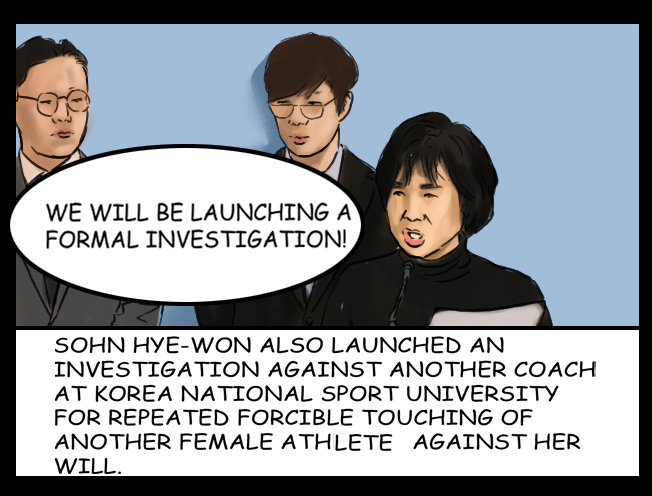 WE WILL BE LAUNCHING A
FORMAL INVESTIGATION!
SOHN HYE-WON ALSO LAUNCHED AN
INVESTIGATION AGAINST ANOTHER COACH
AT KOREA NATIONAL SPORT UNIVERSITY
FOR REPEATED FORCIBLE TOUCHING OF
ANOTHER FEMALE ATHLETE AGAINST HER
WILL.